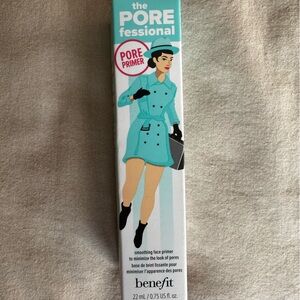 the
PORE
fessional
PORE
PRIMER
smoothing face primer
to minimize the look of pores
base de teint lissante pour
minimiser l'apparence des pores
benefit
22 mL / 0.75 US fl. oz.